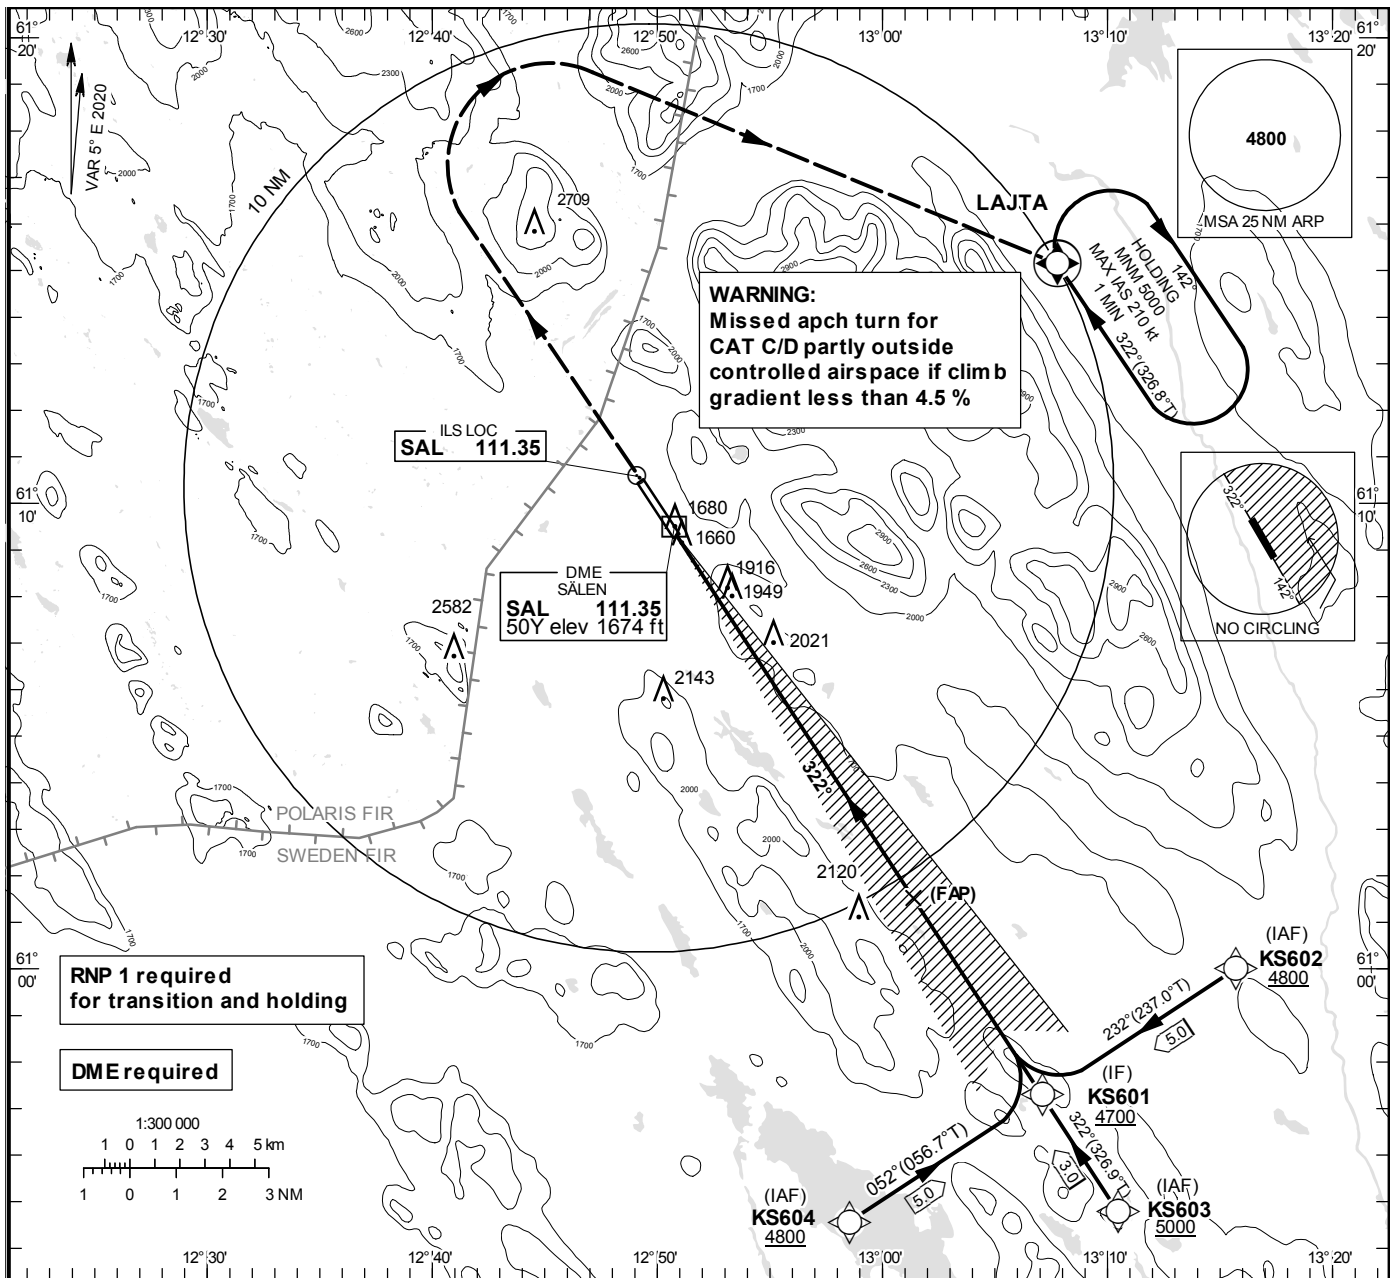 12°30'
12°40'
12°50'
13°00'
13°10'
13°20'
61°
20'
61°
20'
VAR 5° E 2020
10 NM
2709
LAJTA
4800
MSA 25 NM ARP
HOLDING
MNM 5000
MAX IAS 210 kt
1 MIN
142°
322°(326.8°T)
WARNING:
Missed apch turn for
CAT C/D partly outside
controlled airspace if climb
gradient less than 4.5 %
ILS LOC
SAL 111.35
61°
10'
61°
10'
1680
1660
1916
1949
2021
2143
2582
DME
SÄLEN
SAL 111.35
50Y elev 1674 ft
322°
142°
NO CIRCLING
322°
POLARIS FIR
SWEDEN FIR
2120
(FAP)
61°
00'
61°
00'
RNP 1 required
for transition and holding
DME required
1:300 000
1 0 1 2 3 4 5 km
1 0 1 2 3 NM
(IAF)
KS602
4800
232°(237.0°T)
5.0
(IF)
KS601
4700
322°(326.9°T)
3.0
052°(056.7°T)
5.0
(IAF)
KS604
4800
(IAF)
KS603
5000
12°30'
12°40'
12°50'
13°00'
13°10'
13°20'